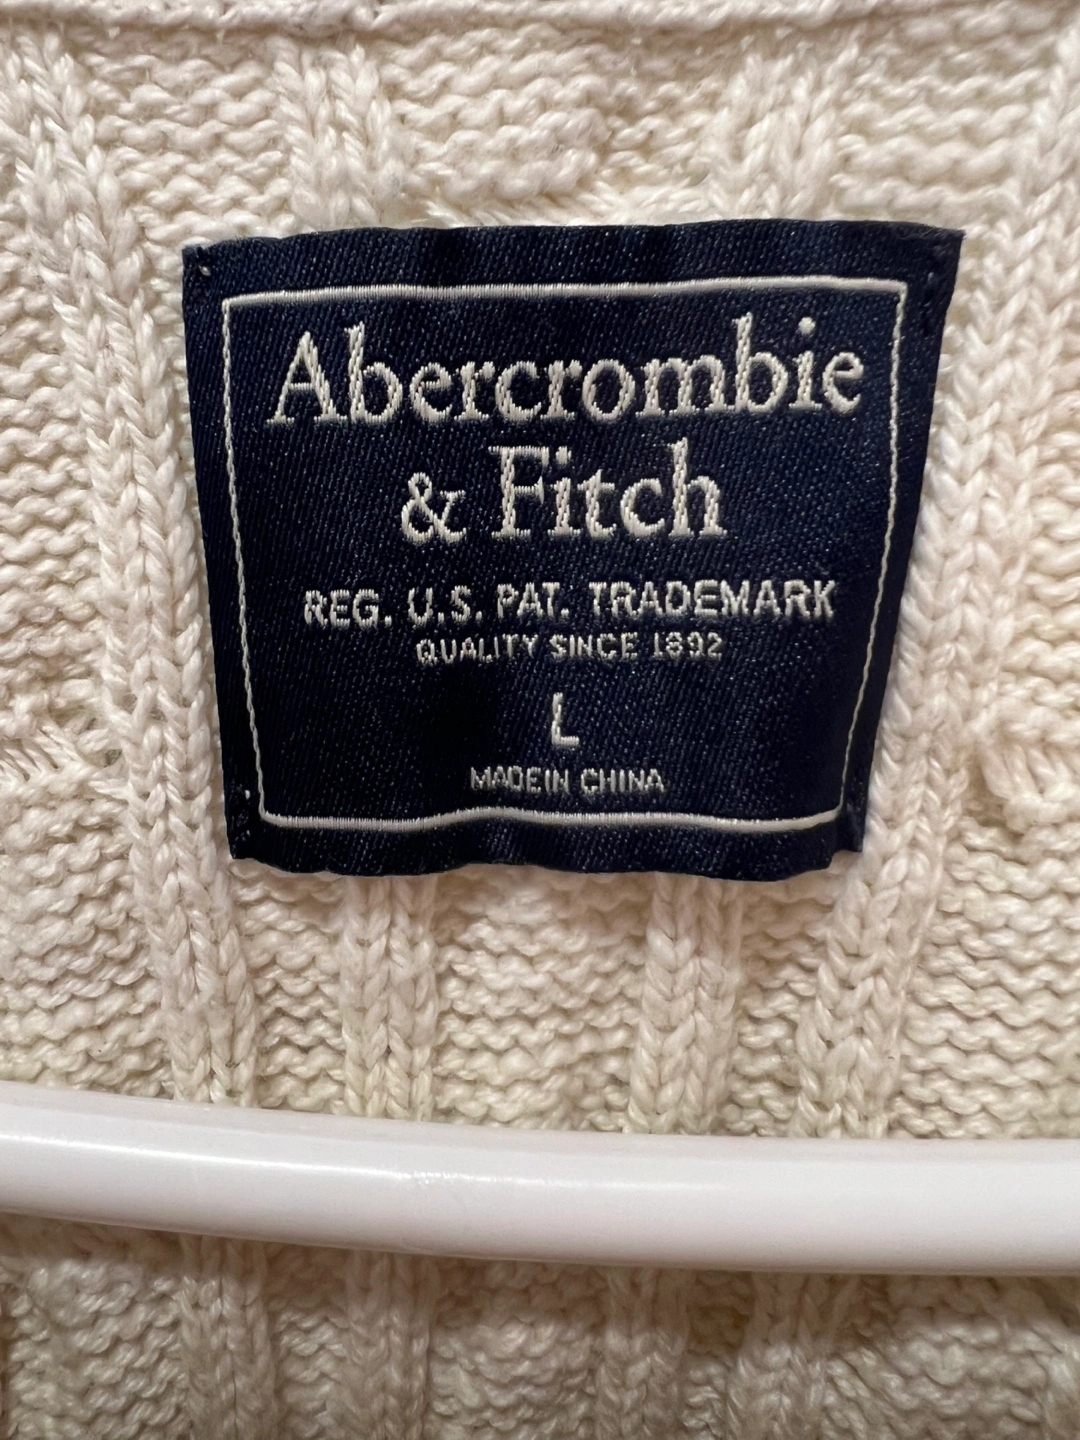 Abercrombie
& Fitch
REG. U.S. PAT. TRADEMARK
QUALITY SINCE 1892
L
MADE IN CHINA